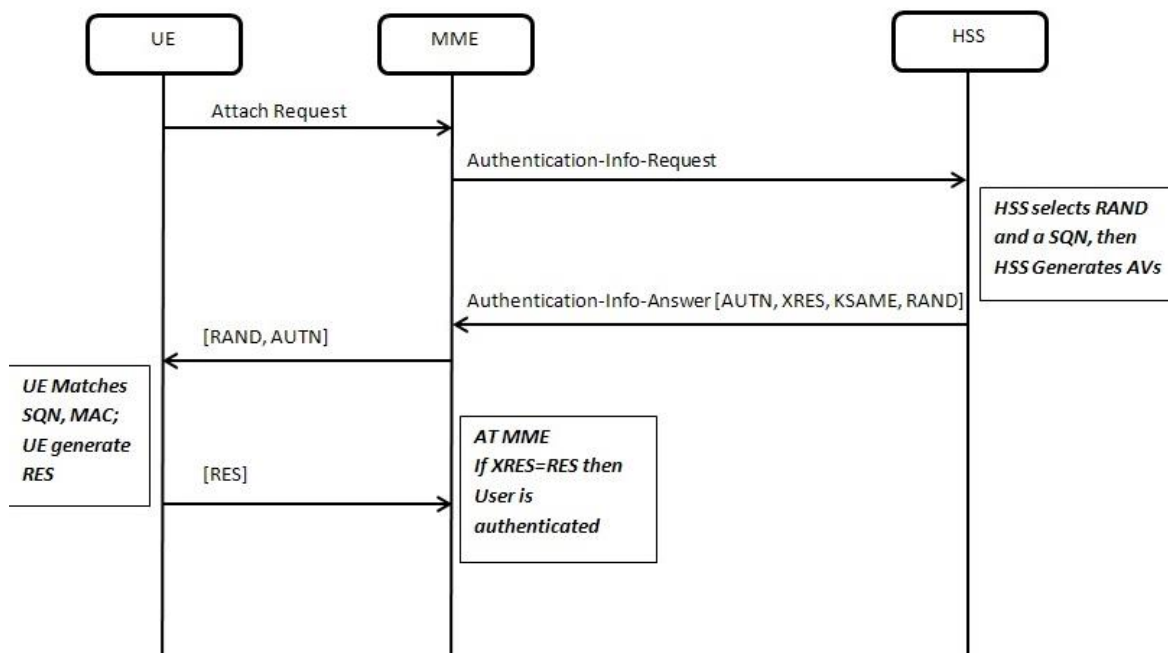 UE
MME
HSS
Attach Request
Authentication-Info-Request
HSS selects RAND
and a SQN, then
HSS Generates AVs
Authentication-Info-Answer [AUTN, XRES, KSAME, RAND]
[RAND, AUTN]
UE Matches
SQN, MAC;
UE generate
RES
[RES]
AT MME
If XRES=RES then
User is
authenticated